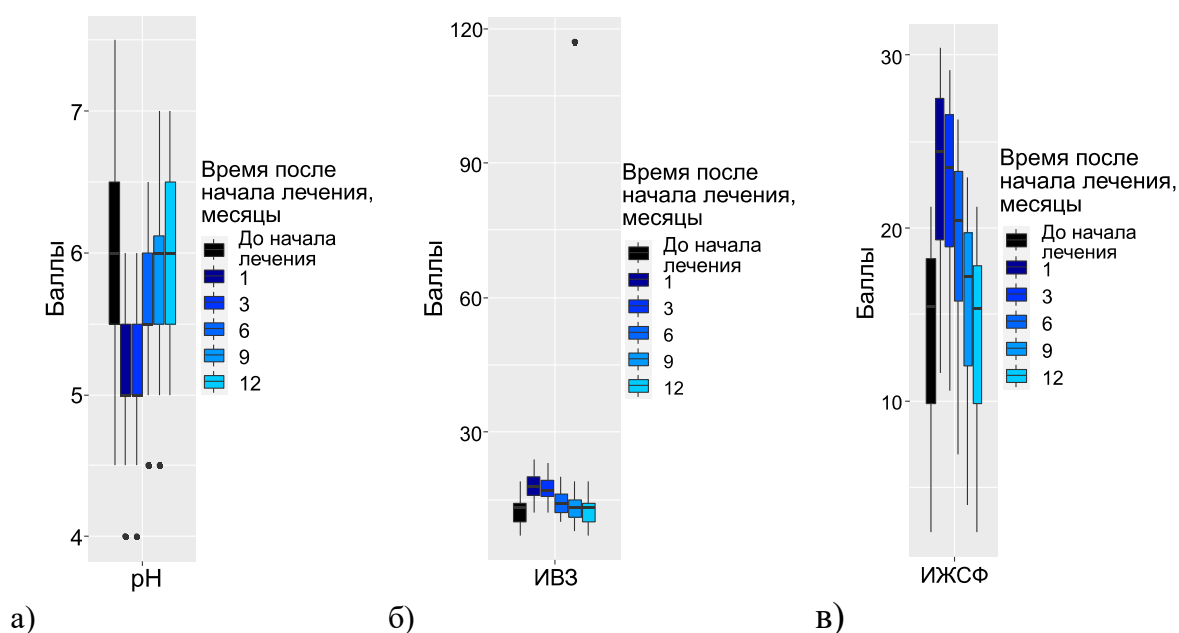 7
6
5
4
Баллы
pH
Время после
начала лечения,
месяцы
До начала
лечения
1
3
6
9
12
а)
120
90
60
30
Баллы
ИВЗ
Время после
начала лечения,
месяцы
До начала
лечения
1
3
6
9
12
б)
30
20
10
Баллы
ИЖСФ
Время после
начала лечения,
месяцы
До начала
лечения
1
3
6
9
12
в)